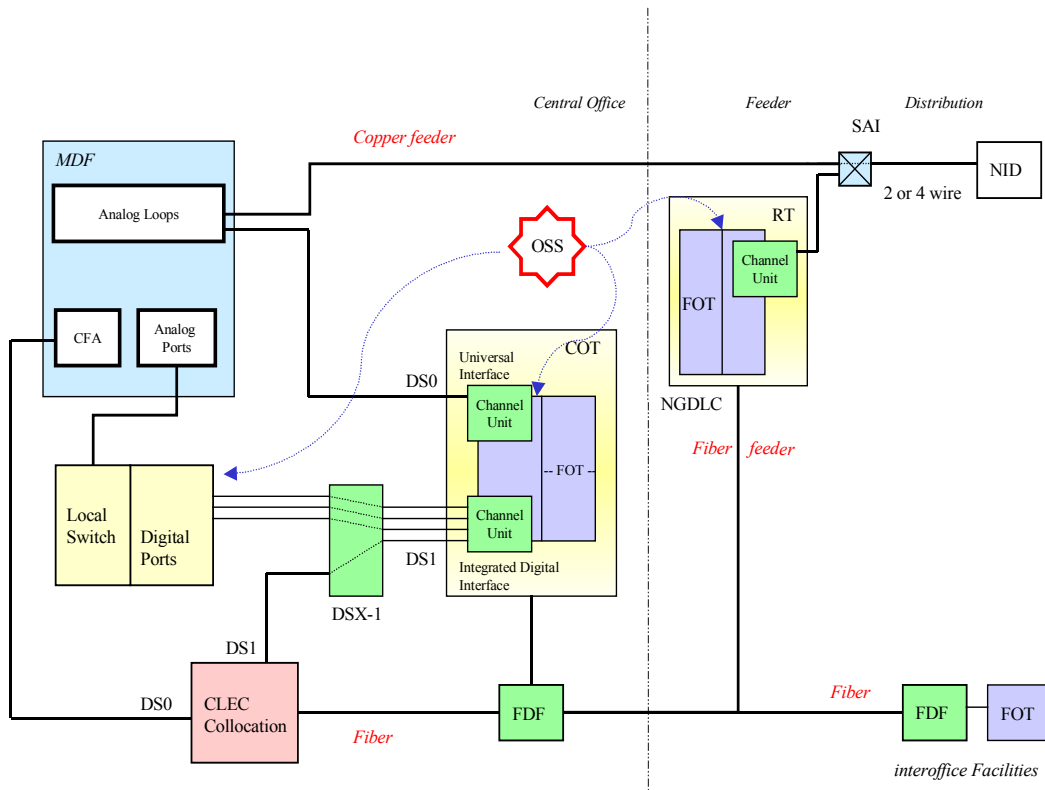 Central Office
Feeder
Distribution
Copper feeder
SAI
MDF
NID
Analog Loops
2 or 4 wire
RT
OSS
Channel
Unit
FOT
CFA
Analog
Ports
COT
Universal
Interface
DS0
Channel
Unit
NGDLC
Fiber feeder
-- FOT --
Local
Switch
Digital
Ports
Channel
Unit
DS1
Integrated Digital
Interface
DSX-1
DS1
DS0
CLEC
Collocation
Fiber
FDF
Fiber
FDF
FOT
interoffice Facilities